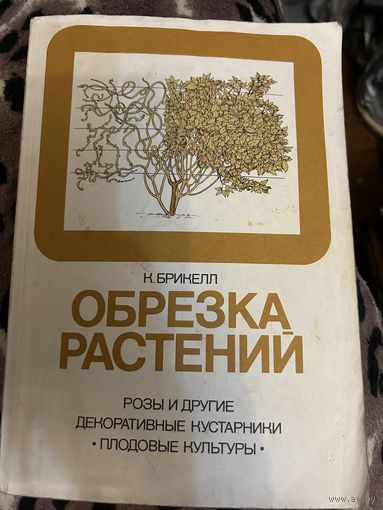 К. БРИКЕЛЛ
ОБРЕЗКА
РАСТЕНИЙ
РОЗЫ И ДРУГИЕ
ДЕКОРАТИВНЫЕ КУСТАРНИКИ
• ПЛОДОВЫЕ КУЛЬТУРЫ •